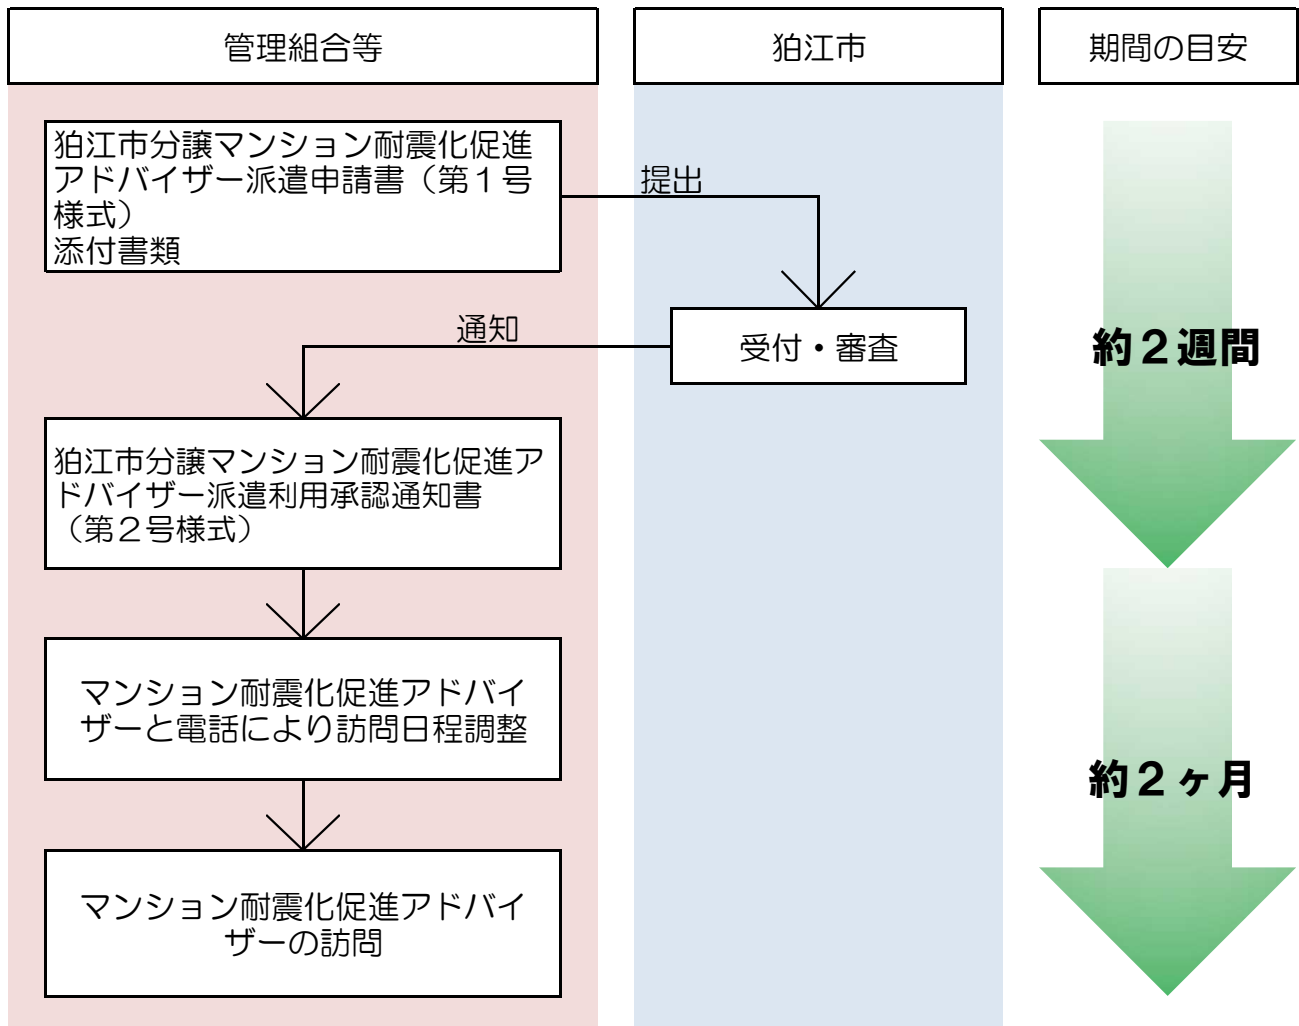 管理組合等
狛江市
期間の目安
狛江市分譲マンション耐震化促進
アドバイザー派遣申請書（第１号
様式）
添付書類
提出
受付・審査
約２週間
通知
狛江市分譲マンション耐震化促進ア
ドバイザー派遣利用承認通知書
（第２号様式）
マンション耐震化促進アドバイ
ザーと電話により訪問日程調整
約２ヶ月
マンション耐震化促進アドバイ
ザーの訪問